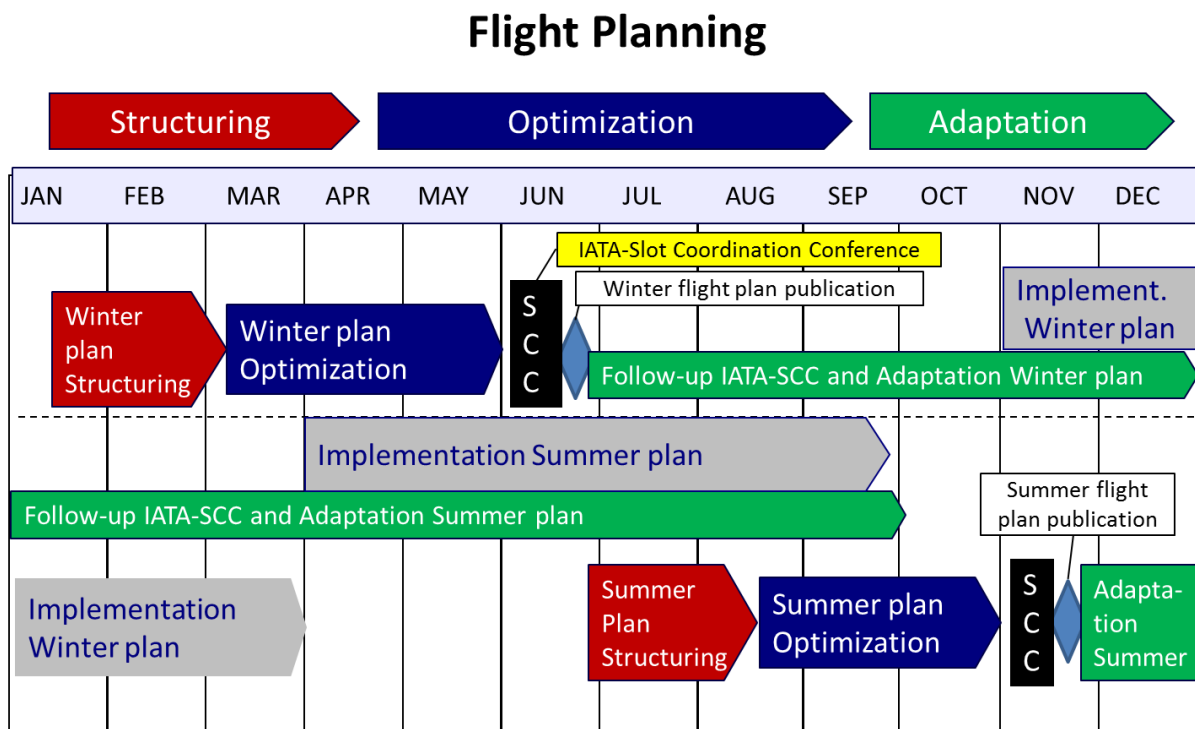 Flight Planning
Structuring
Optimization
Adaptation
JAN FEB MAR APR MAY JUN JUL AUG SEP OCT NOV DEC
IATA-Slot Coordination Conference
Winter flight plan publication
Winter
plan
Structuring
Winter plan
Optimization
S
C
C
Implement.
Winter plan
Follow-up IATA-SCC and Adaptation Winter plan
Implementation Summer plan
Follow-up IATA-SCC and Adaptation Summer plan
Summer flight
plan publication
Implementation
Winter plan
Summer
Plan
Structuring
Summer plan
Optimization
S
C
C
Adapta-
tion
Summer